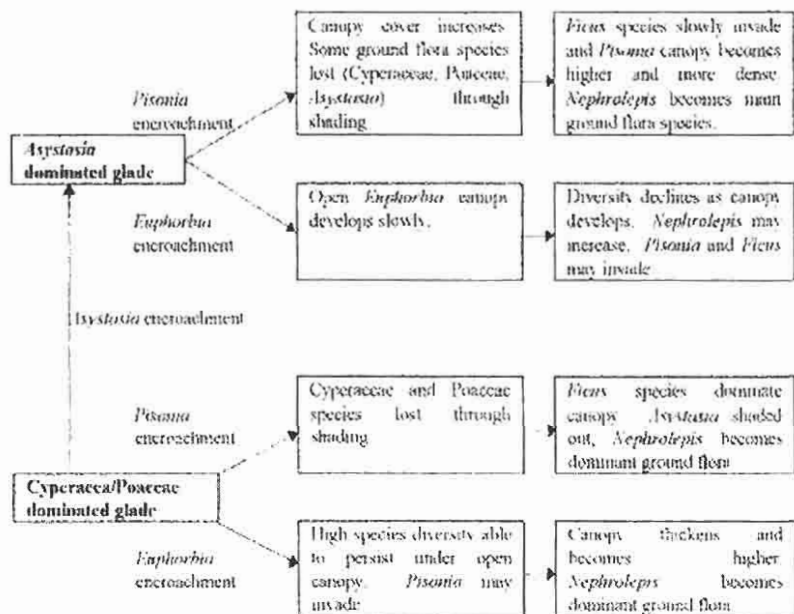 Canopy cover increases
Some ground flora species
lost (Cyperaceae, Poaceae,
Asystasia) through
shading
Ficus species slowly invade
and Pisonia canopy becomes
higher and more dense.
Nephrolepis becomes main
ground flora species.
Pisonia
encroachment
Asystasia
dominated glade
Euphorbia
encroachment
Open Euphorbia canopy
develops slowly.
Diversity declines as canopy
develops. Nephrolepis may
increase. Pisonia and Ficus
may invade
Asystasia encroachment
Pisonia
encroachment
Cyperaceae and Poaceae
species lost through
shading
Ficus species dominate
canopy Asystasia shaded
out, Nephrolepis becomes
dominant ground flora
Cyperacea/Poaceae
dominated glade
Euphorbia
encroachment
High species diversity able
to persist under open
canopy. Pisonia may
invade
Canopy thickens and
becomes higher.
Nephrolepis becomes
dominant ground flora